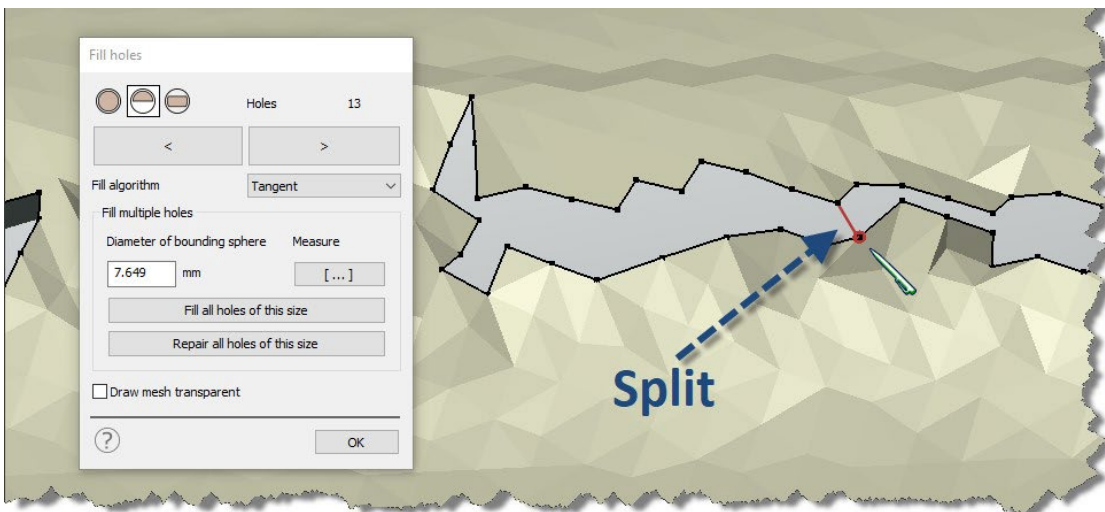 Fill holes
Holes 13
< >
Fill algorithm Tangent
Fill multiple holes
Diameter of bounding sphere Measure
7.649 mm [ ... ]
Fill all holes of this size
Repair all holes of this size
Draw mesh transparent
? OK
Split